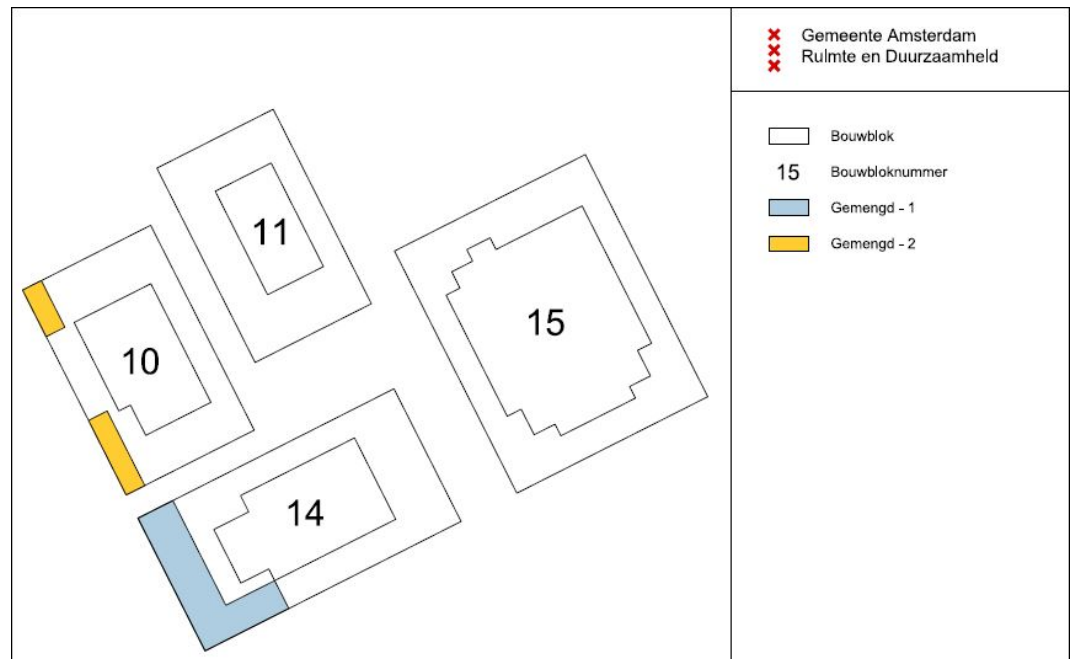 Gemeente Amsterdam
Rulmte en Duurzaamheld
Bouwblok
15 Bouwbloknummer
Gemengd - 1
Gemengd - 2
11
15
10
14